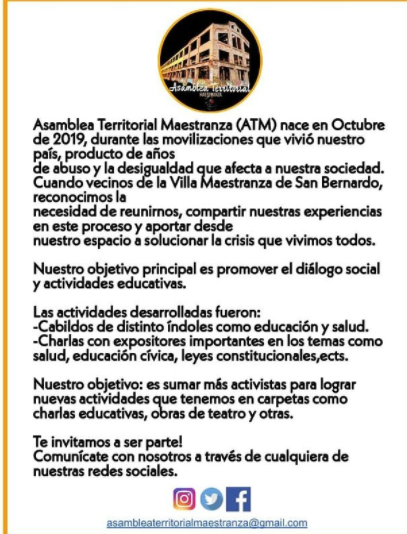 Asamblea Territorial
MAESTRANZA
Asamblea Territorial Maestranza (ATM) nace en Octubre
de 2019, durante las movilizaciones que vivió nuestro
país, producto de años
de abuso y la desigualdad que afecta a nuestra sociedad.
Cuando vecinos de la Villa Maestranza de San Bernardo,
reconocimos la
necesidad de reunirnos, compartir nuestras experiencias
en este proceso y aportar desde
nuestro espacio a solucionar la crisis que vivimos todos.
Nuestro objetivo principal es promover el diálogo social
y actividades educativas.
Las actividades desarrolladas fueron:
-Cabildos de distinto índoles como educación y salud.
-Charlas con expositores importantes en los temas como
salud, educación cívica, leyes constitucionales,ects.
Nuestro objetivo: es sumar más activistas para lograr
nuevas actividades que tenemos en carpetas como
charlas educativas, obras de teatro y otras.
Te invitamos a ser parte!
Comunícate con nosotros a través de cualquiera de
nuestras redes sociales.
asambleaterritorialmaestranza@gmail.com